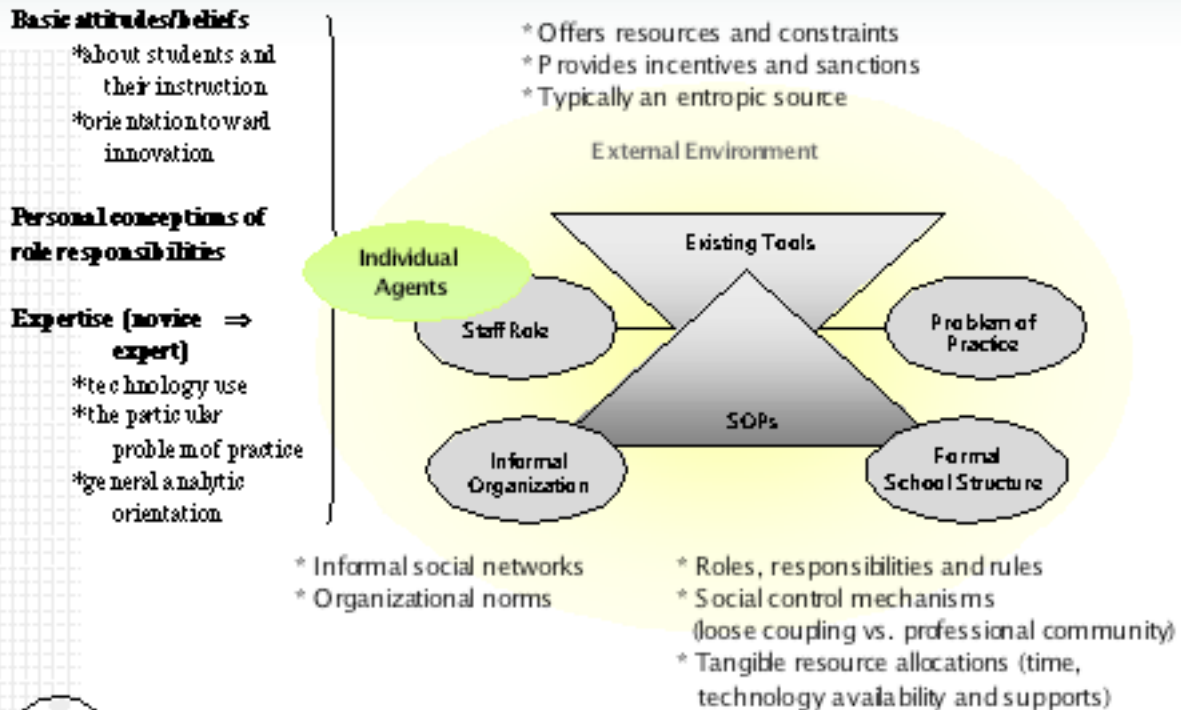 Basic attitudes/beliefs
*about students and
their instruction
*orientation toward
innovation
Personal conceptions of
role responsibilities
Expertise (novice ⇒
expert)
*technology use
*the particular
problem of practice
*general analytic
orientation
* Offers resources and constraints
* Provides incentives and sanctions
* Typically an entropic source
External Environment
Individual
Agents
Existing Tools
Staff Role
Problem of
Practice
SOPs
Informal
Organization
Formal
School Structure
* Informal social networks
* Organizational norms
* Roles, responsibilities and rules
* Social control mechanisms
(loose coupling vs. professional community)
* Tangible resource allocations (time,
technology availability and supports)